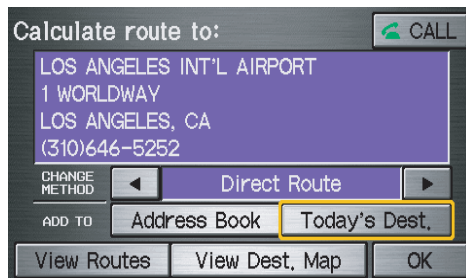 Calculate route to:
CALL
LOS ANGELES INT'L AIRPORT
1 WORLDWAY
LOS ANGELES, CA
(310)646-5252
CHANGE METHOD
Direct Route
ADD TO
Address Book
Today's Dest.
View Routes
View Dest. Map
OK